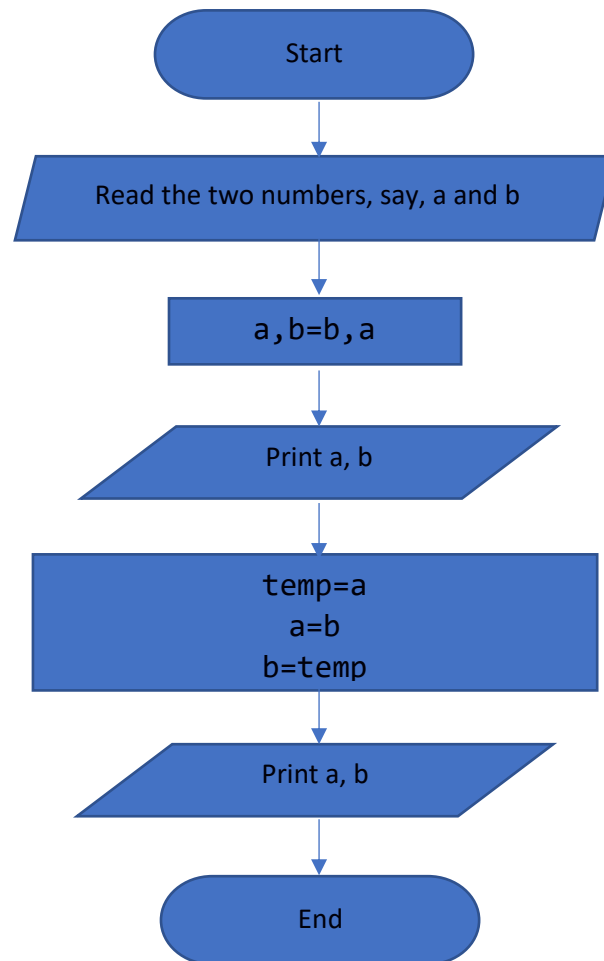 Start
Read the two numbers, say, a and b
a,b=b,a
Print a, b
temp=a
a=b
b=temp
Print a, b
End